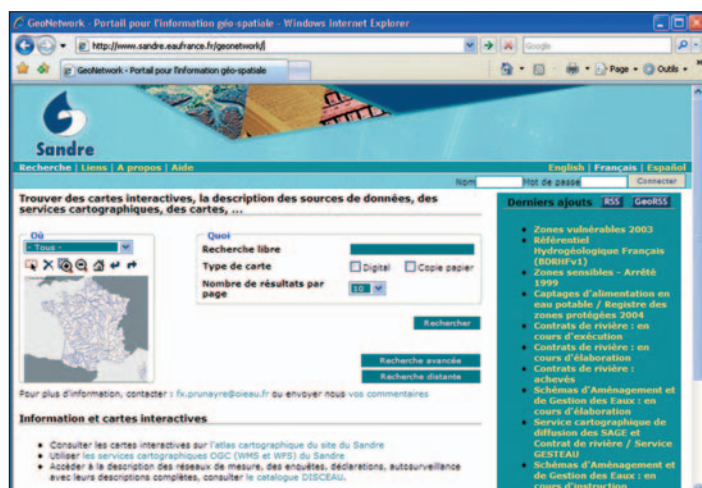 GeoNetwork - Portail pour l'information géo-spatiale - Windows Internet Explorer
http://www.sandre.eaufrance.fr/geonetwork/
Google
GeoNetwork - Portail pour l'information géo-spatiale
Page
Outils
Sandre
Recherche | Liens | A propos | Aide
English | Français | Español
Nom
Mot de passe
Connecter
Trouver des cartes interactives, la description des sources de données, des
services cartographiques, des cartes, ...
Où
- Tous -
Quoi
Recherche libre
Type de carte
Digital
Copie papier
Nombre de résultats par
page
10
Rechercher
Recherche avancée
Recherche distante
Pour plus d'information, contacter : fx.prunayre@oieau.fr ou envoyer nous vos commentaires
Information et cartes interactives
• Consulter les cartes interactives sur l'atlas cartographique du site du Sandre
• Utiliser les services cartographiques OGC (WMS et WFS) du Sandre
• Accéder à la description des réseaux de mesure, des enquêtes, déclarations, autosurveillance
avec leurs descriptions complètes, consulter le catalogue DISCEAU.
Derniers ajouts RSS GeoRSS
• Zones vulnérables 2003
• Référentiel
Hydrogéologique Français
(BDRHFv1)
• Zones sensibles - Arrêté
1999
• Captages d'alimentation en
eau potable / Registre des
zones protégées 2004
• Contrats de rivière : en
cours d'exécution
• Contrats de rivière : en
cours d'élaboration
• Contrats de rivière :
achevés
• Schémas d'Aménagement et
de Gestion des Eaux : en
cours d'élaboration
• Service cartographique de
diffusion des SAGE et
Contrat de rivière / Service
GESTEAU
• Schémas d'Aménagement et
de Gestion des Eaux : en
cours d'instruction